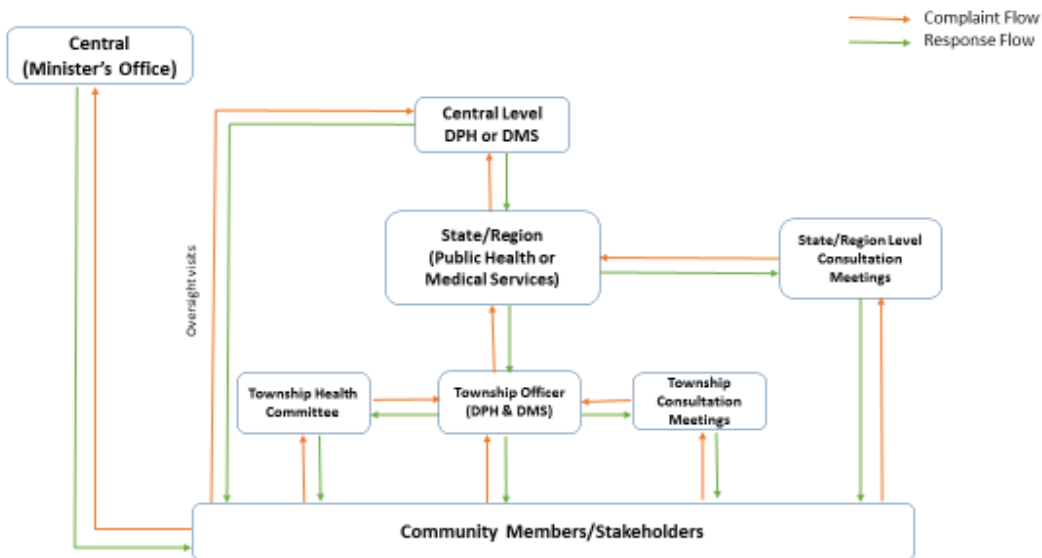 Complaint Flow
Response Flow
Central
(Minister's Office)
Central Level
DPH or DMS
State/Region
(Public Health or
Medical Services)
State/Region Level
Consultation
Meetings
Oversight visits
Township Health
Committee
Township Officer
(DPH & DMS)
Township
Consultation
Meetings
Community Members/Stakeholders